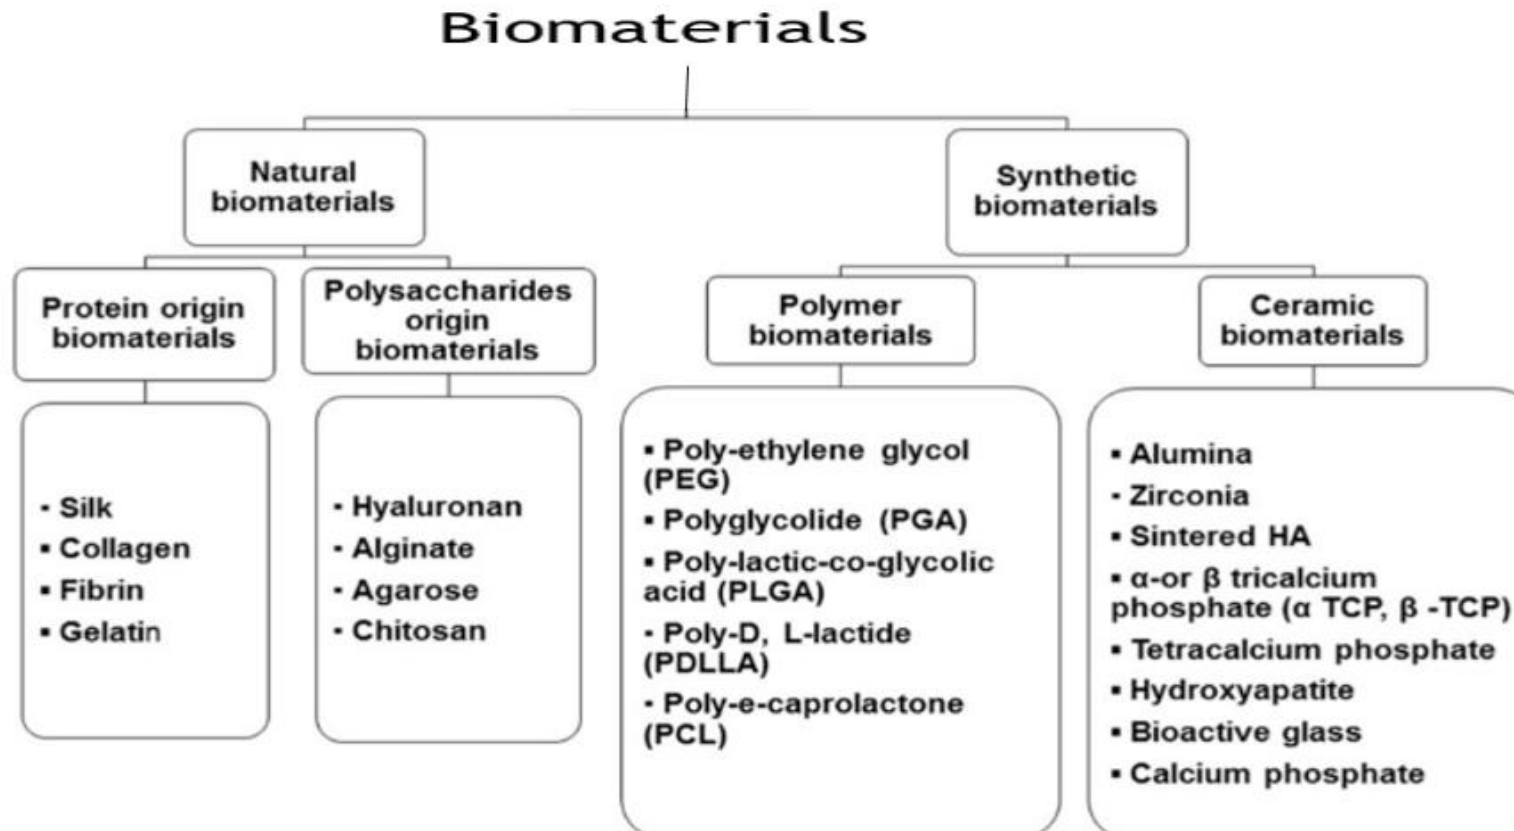 Biomaterials
Natural
biomaterials
Synthetic
biomaterials
Protein origin
biomaterials
Polysaccharides
origin
biomaterials
Polymer
biomaterials
Ceramic
biomaterials
▪ Silk
▪ Collagen
▪ Fibrin
▪ Gelatin
▪ Hyaluronan
▪ Alginate
▪ Agarose
▪ Chitosan
▪ Poly-ethylene glycol
(PEG)
▪ Polyglycolide (PGA)
▪ Poly-lactic-co-glycolic
acid (PLGA)
▪ Poly-D, L-lactide
(PDLLA)
▪ Poly-e-caprolactone
(PCL)
▪ Alumina
▪ Zirconia
▪ Sintered HA
▪ α-or β tricalcium
phosphate (α TCP, β -TCP)
▪ Tetracalcium phosphate
▪ Hydroxyapatite
▪ Bioactive glass
▪ Calcium phosphate